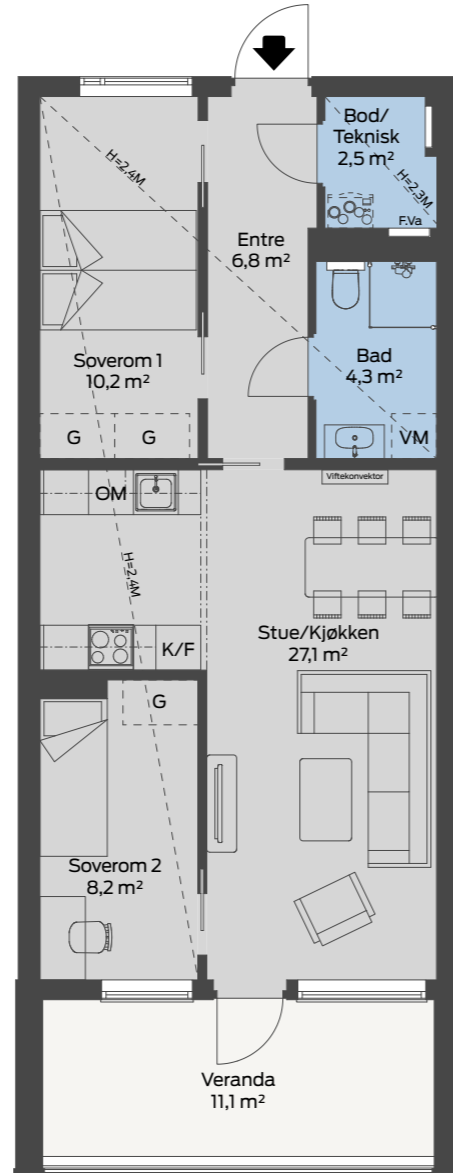 Bod/
Teknisk
2,5 m²
H=2,4M
H=2,3M
F.Va
Entre
6,8 m²
Soverom 1
10,2 m²
Bad
4,3 m²
G
G
VM
Viftekonvektor
OM
H=2,4M
K/F
Stue/Kjøkken
27,1 m²
G
Soverom 2
8,2 m²
Veranda
11,1 m²